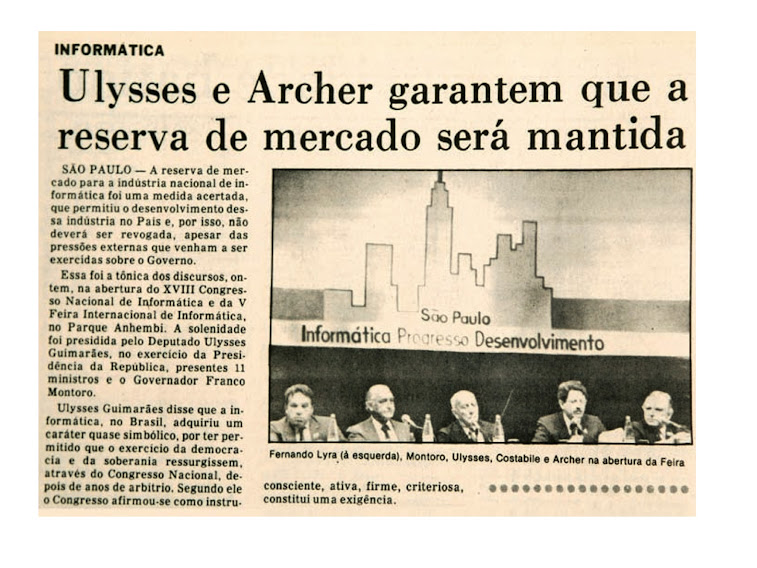 INFORMÁTICA
Ulysses e Archer garantem que a
reserva de mercado será mantida
SÃO PAULO — A reserva de mer-
cado para a indústria nacional de in-
formática foi uma medida acertada,
que permitiu o desenvolvimento des-
sa indústria no País e, por isso, não
deverá ser revogada, apesar das
pressões externas que venham a ser
exercidas sobre o Governo.
Essa foi a tônica dos discursos, on-
tem, na abertura do XVIII Congres-
so Nacional de Informática e da V
Feira Internacional de Informática,
no Parque Anhembi. A solenidade
foi presidida pelo Deputado Ulysses
Guimarães, no exercício da Presi-
dência da República, presentes 11
ministros e o Governador Franco
Montoro.
Ulysses Guimarães disse que a in-
formática, no Brasil, adquiriu um
caráter quase simbólico, por ter per-
mitido que o exercício da democra-
cia e da soberania ressurgissem,
através do Congresso Nacional, de-
pois de anos de arbítrio. Segundo ele
o Congresso afirmou-se como instru-
São Paulo
Informática Progresso Desenvolvimento
Fernando Lyra (à esquerda), Montoro, Ulysses, Costabile e Archer na abertura da Feira
consciente, ativa, firme, criteriosa,
constitui uma exigência.